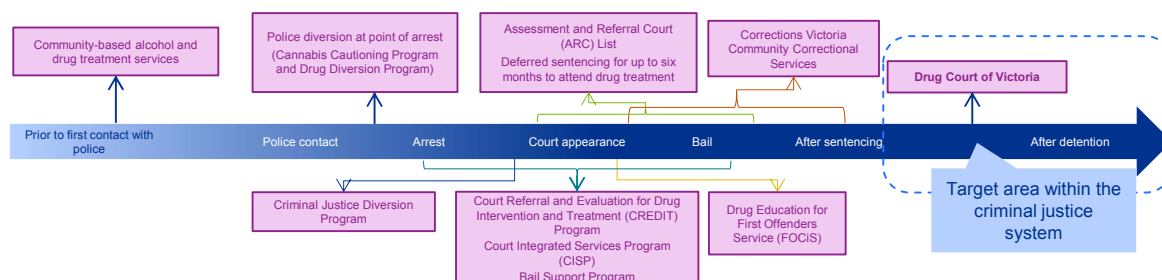 Community-based alcohol and
drug treatment services
Police diversion at point of arrest
(Cannabis Cautioning Program
and Drug Diversion Program)
Assessment and Referral Court
(ARC) List
Deferred sentencing for up to six
months to attend drug treatment
Corrections Victoria
Community Correctional
Services
Drug Court of Victoria
Prior to first contact with
police
Police contact
Arrest
Court appearance
Bail
After sentencing
After detention
Criminal Justice Diversion
Program
Court Referral and Evaluation for Drug
Intervention and Treatment (CREDIT)
Program
Court Integrated Services Program
(CISP)
Bail Support Program
Drug Education for
First Offenders
Service (FOCiS)
Target area within the
criminal justice
system